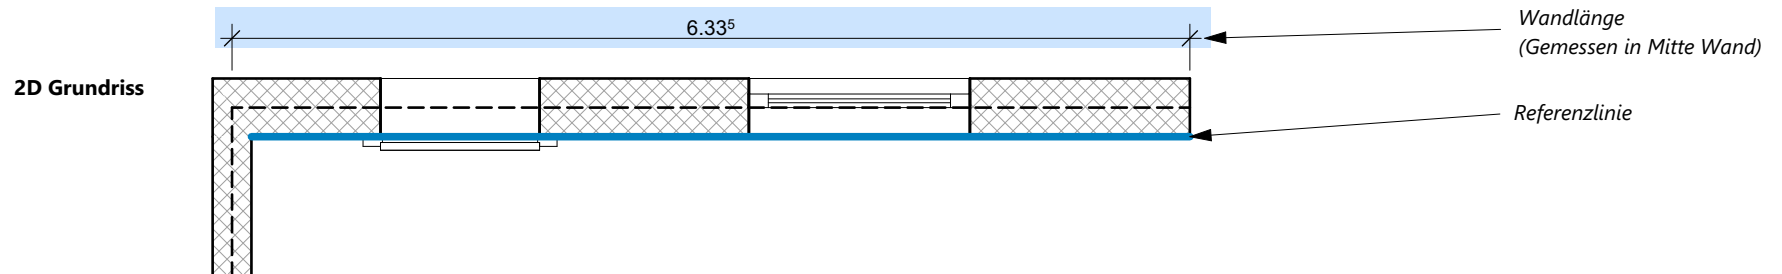 6.33⁵
Wandlänge
(Gemessen in Mitte Wand)
2D Grundriss
Referenzlinie